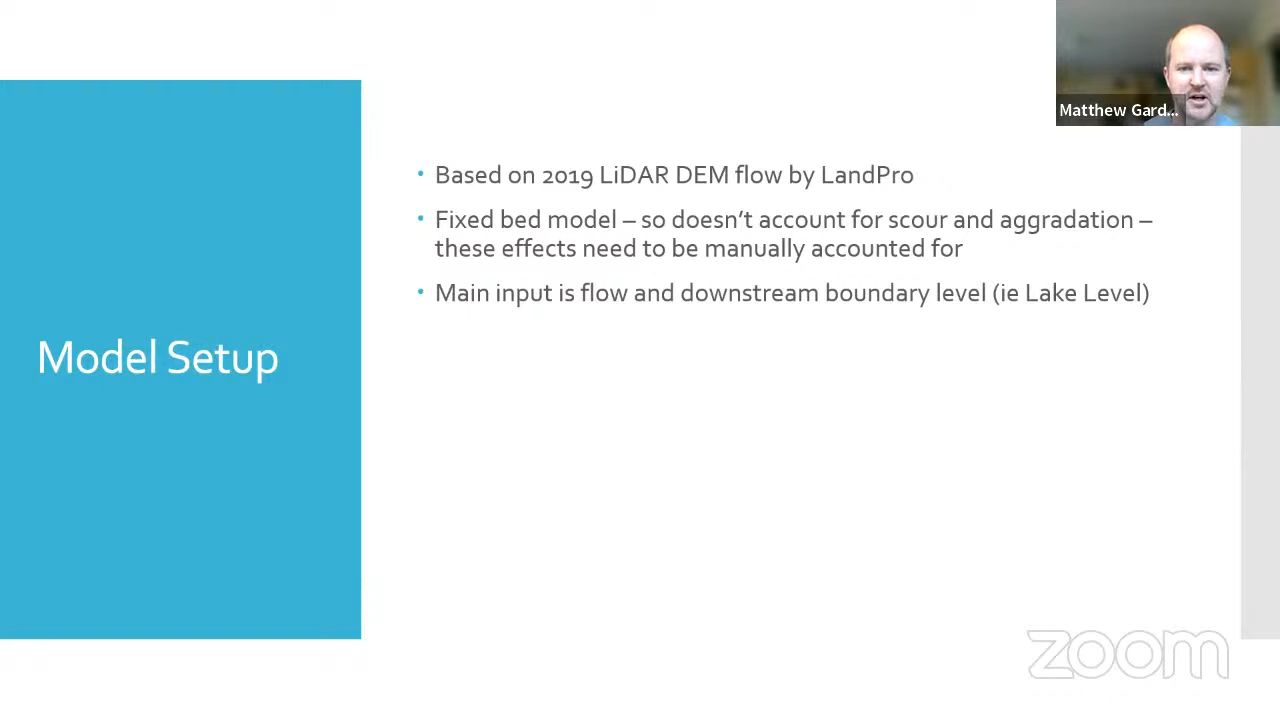 Matthew Gard...
• Based on 2019 LiDAR DEM flow by LandPro
• Fixed bed model – so doesn't account for scour and aggradation –
these effects need to be manually accounted for
• Main input is flow and downstream boundary level (ie Lake Level)
Model Setup
zoom